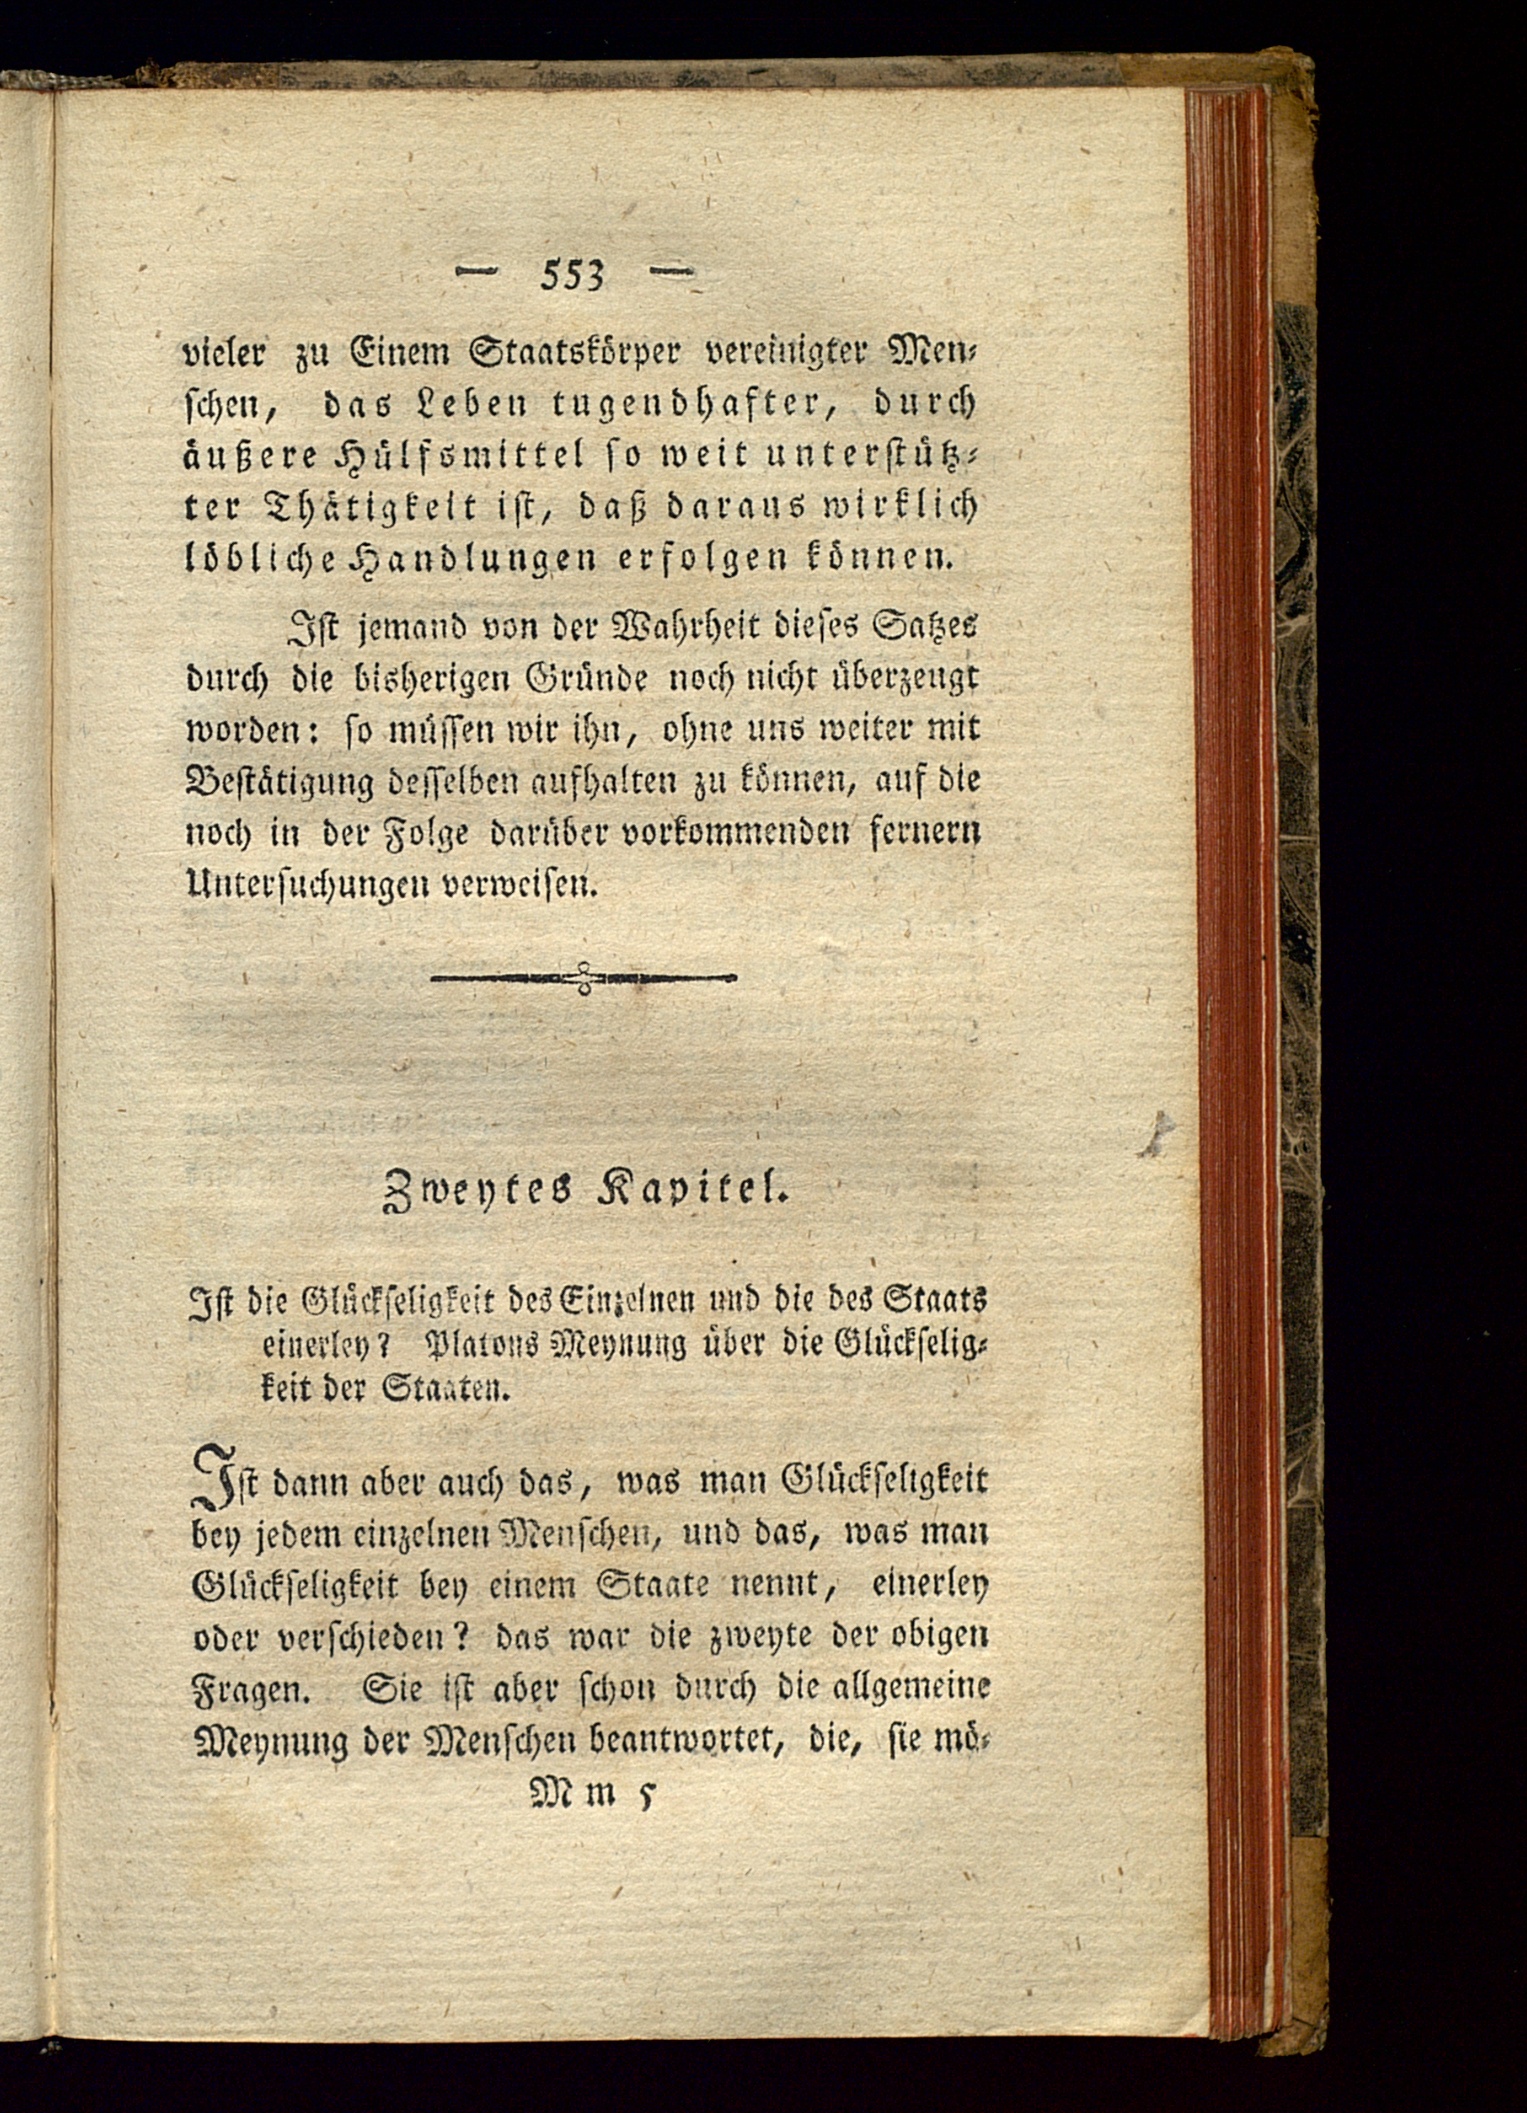 — 553 —
vieler zu Einem Staatskörper vereinigter Men⸗
ſchen, das Leben tugendhafter, durch
äußere Hülfsmittel ſo weit unterſtütz⸗
ter Thätigkeit iſt, daß daraus wirklich
löbliche Handlungen erfolgen können.
Iſt jemand von der Wahrheit dieſes Satzes
durch die bisherigen Gründe noch nicht überzeugt
worden: ſo müſſen wir ihn, ohne uns weiter mit
Beſtätigung deſſelben aufhalten zu können, auf die
noch in der Folge darüber vorkommenden fernern
Unterſuchungen verweiſen.
Zweytes Kapitel.
Iſt die Glückſeligkeit des Einzelnen und die des Staats
einerley? Platons Meynung über die Glückſelig⸗
keit der Staaten.
Iſt dann aber auch das, was man Glückſeligkeit
bey jedem einzelnen Menſchen, und das, was man
Glückſeligkeit bey einem Staate nennt, einerley
oder verſchieden? das war die zweyte der obigen
Fragen. Sie iſt aber ſchon durch die allgemeine
Meynung der Menſchen beantwortet, die, ſie mö⸗
M m 5